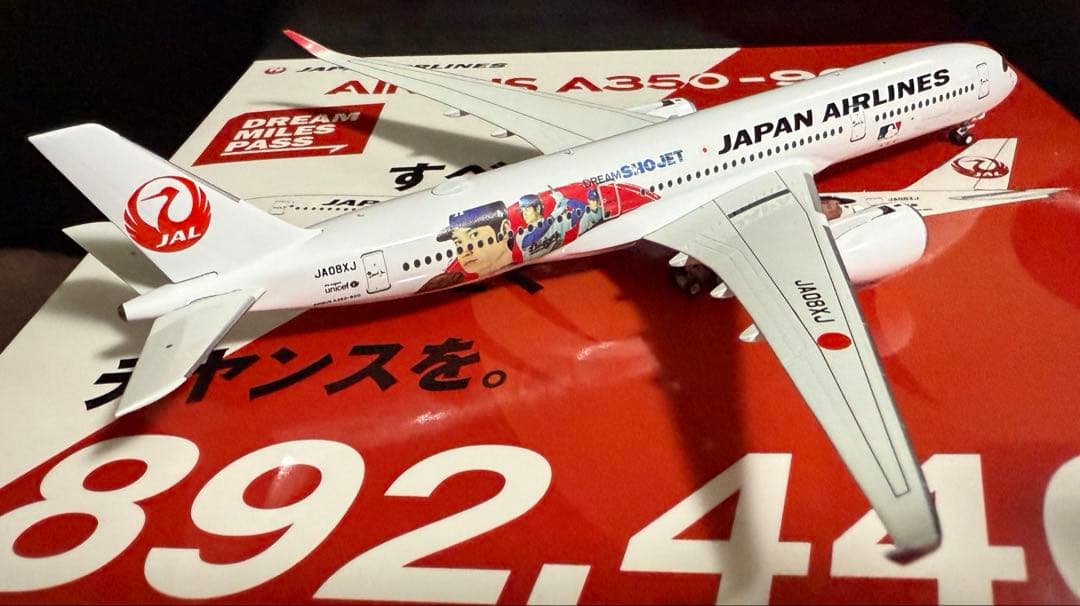 JAPAN AIRLINES
AIRBUS A350-9
DREAM
MILES
PASS
すべ
JAPAN AIRLINES
DREAM SHO JET
JAL
JAL
JA08XJ
unicef
Dodgers
JA08XJ
チャンスを。
892,44